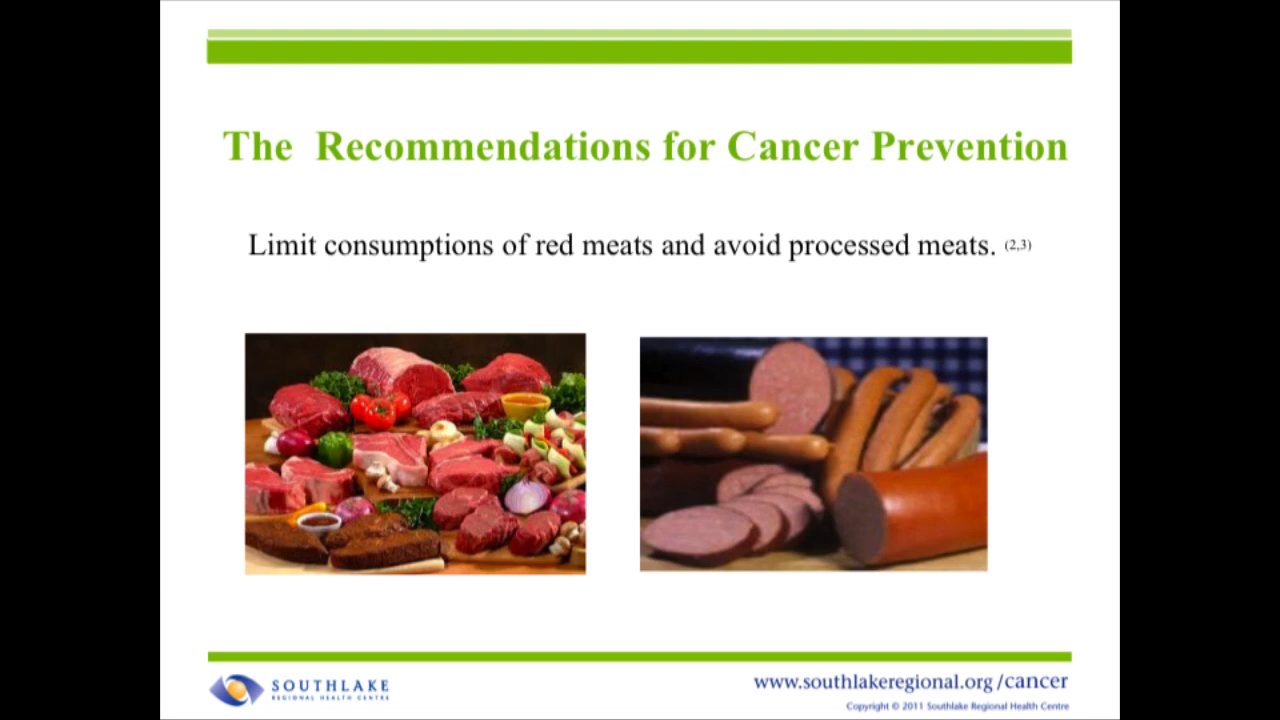 The Recommendations for Cancer Prevention
Limit consumptions of red meats and avoid processed meats. (2,3)
SOUTHLAKE
REGIONAL HEALTH CENTRE
www.southlakeregional.org/cancer
Copyright © 2011 Southlake Regional Health Centre